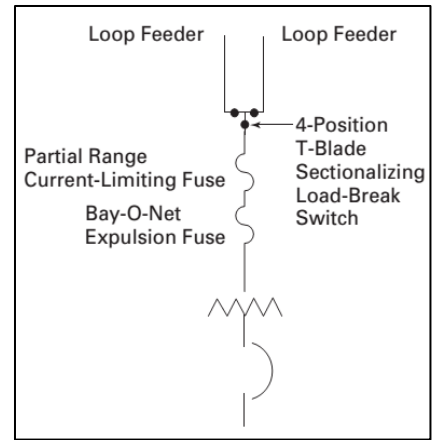 Loop Feeder
Loop Feeder
4-Position
T-Blade
Sectionalizing
Load-Break
Switch
Partial Range
Current-Limiting Fuse
Bay-O-Net
Expulsion Fuse